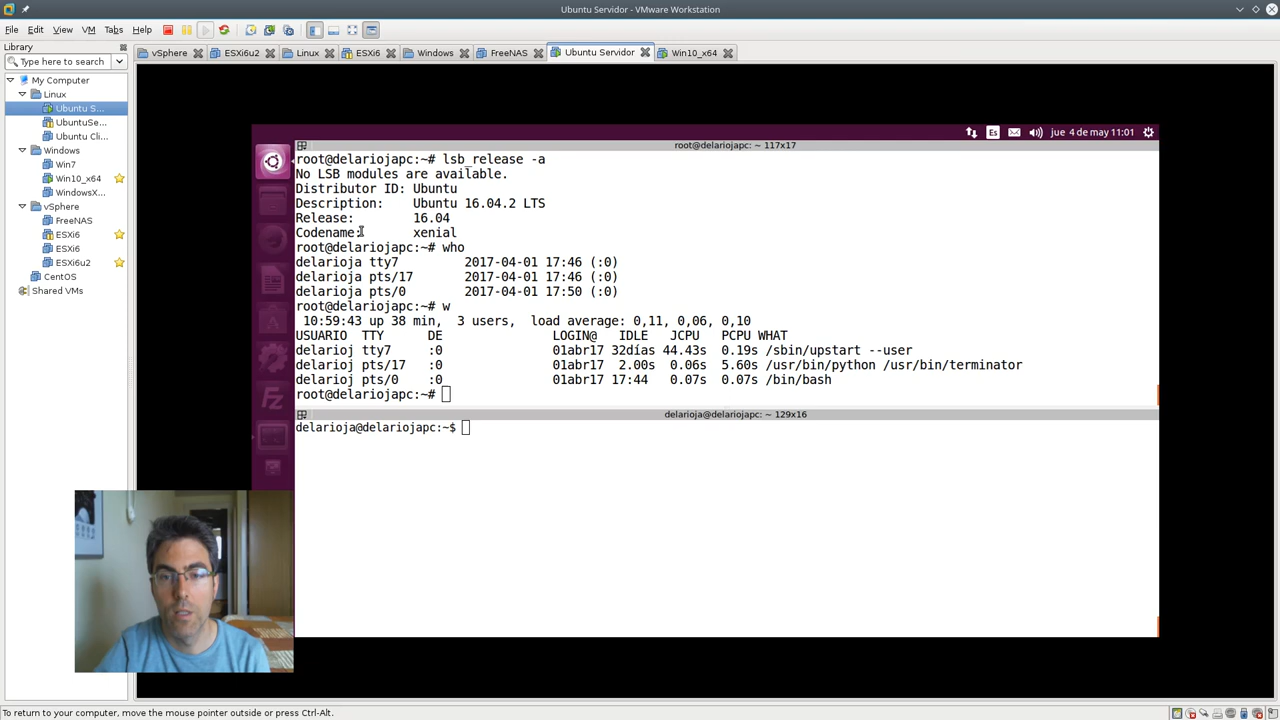 Ubuntu Servidor - VMware Workstation
File Edit View VM Tabs Help
Library
Type here to search
My Computer
Linux
Ubuntu S...
UbuntuSe...
Ubuntu Cli...
Windows
Win7
Win10_x64
WindowsX...
vSphere
FreeNAS
ESXi6
ESXi6
ESXi6u2
CentOS
Shared VMs
vSphere ESXi6u2 Linux ESXi6 Windows FreeNAS Ubuntu Servidor Win10_x64
Es jue 4 de may 11:01
root@delariojapc: ~ 117x17
root@delariojapc:~# lsb_release -a
No LSB modules are available.
Distributor ID: Ubuntu
Description: Ubuntu 16.04.2 LTS
Release: 16.04
Codename: xenial
root@delariojapc:~# who
delarioja tty7 2017-04-01 17:46 (:0)
delarioja pts/17 2017-04-01 17:46 (:0)
delarioja pts/0 2017-04-01 17:50 (:0)
root@delariojapc:~# w
10:59:43 up 38 min, 3 users, load average: 0,11, 0,06, 0,10
USUARIO TTY DE LOGIN@ IDLE JCPU PCPU WHAT
delarioj tty7 :0 01abr17 32días 44.43s 0.19s /sbin/upstart --user
delarioj pts/17 :0 01abr17 2.00s 0.06s 5.60s /usr/bin/python /usr/bin/terminator
delarioj pts/0 :0 01abr17 17:44 0.07s 0.07s /bin/bash
root@delariojapc:~#
delarioja@delariojapc: ~ 129x16
delarioja@delariojapc:~$
To return to your computer, move the mouse pointer outside or press Ctrl-Alt.